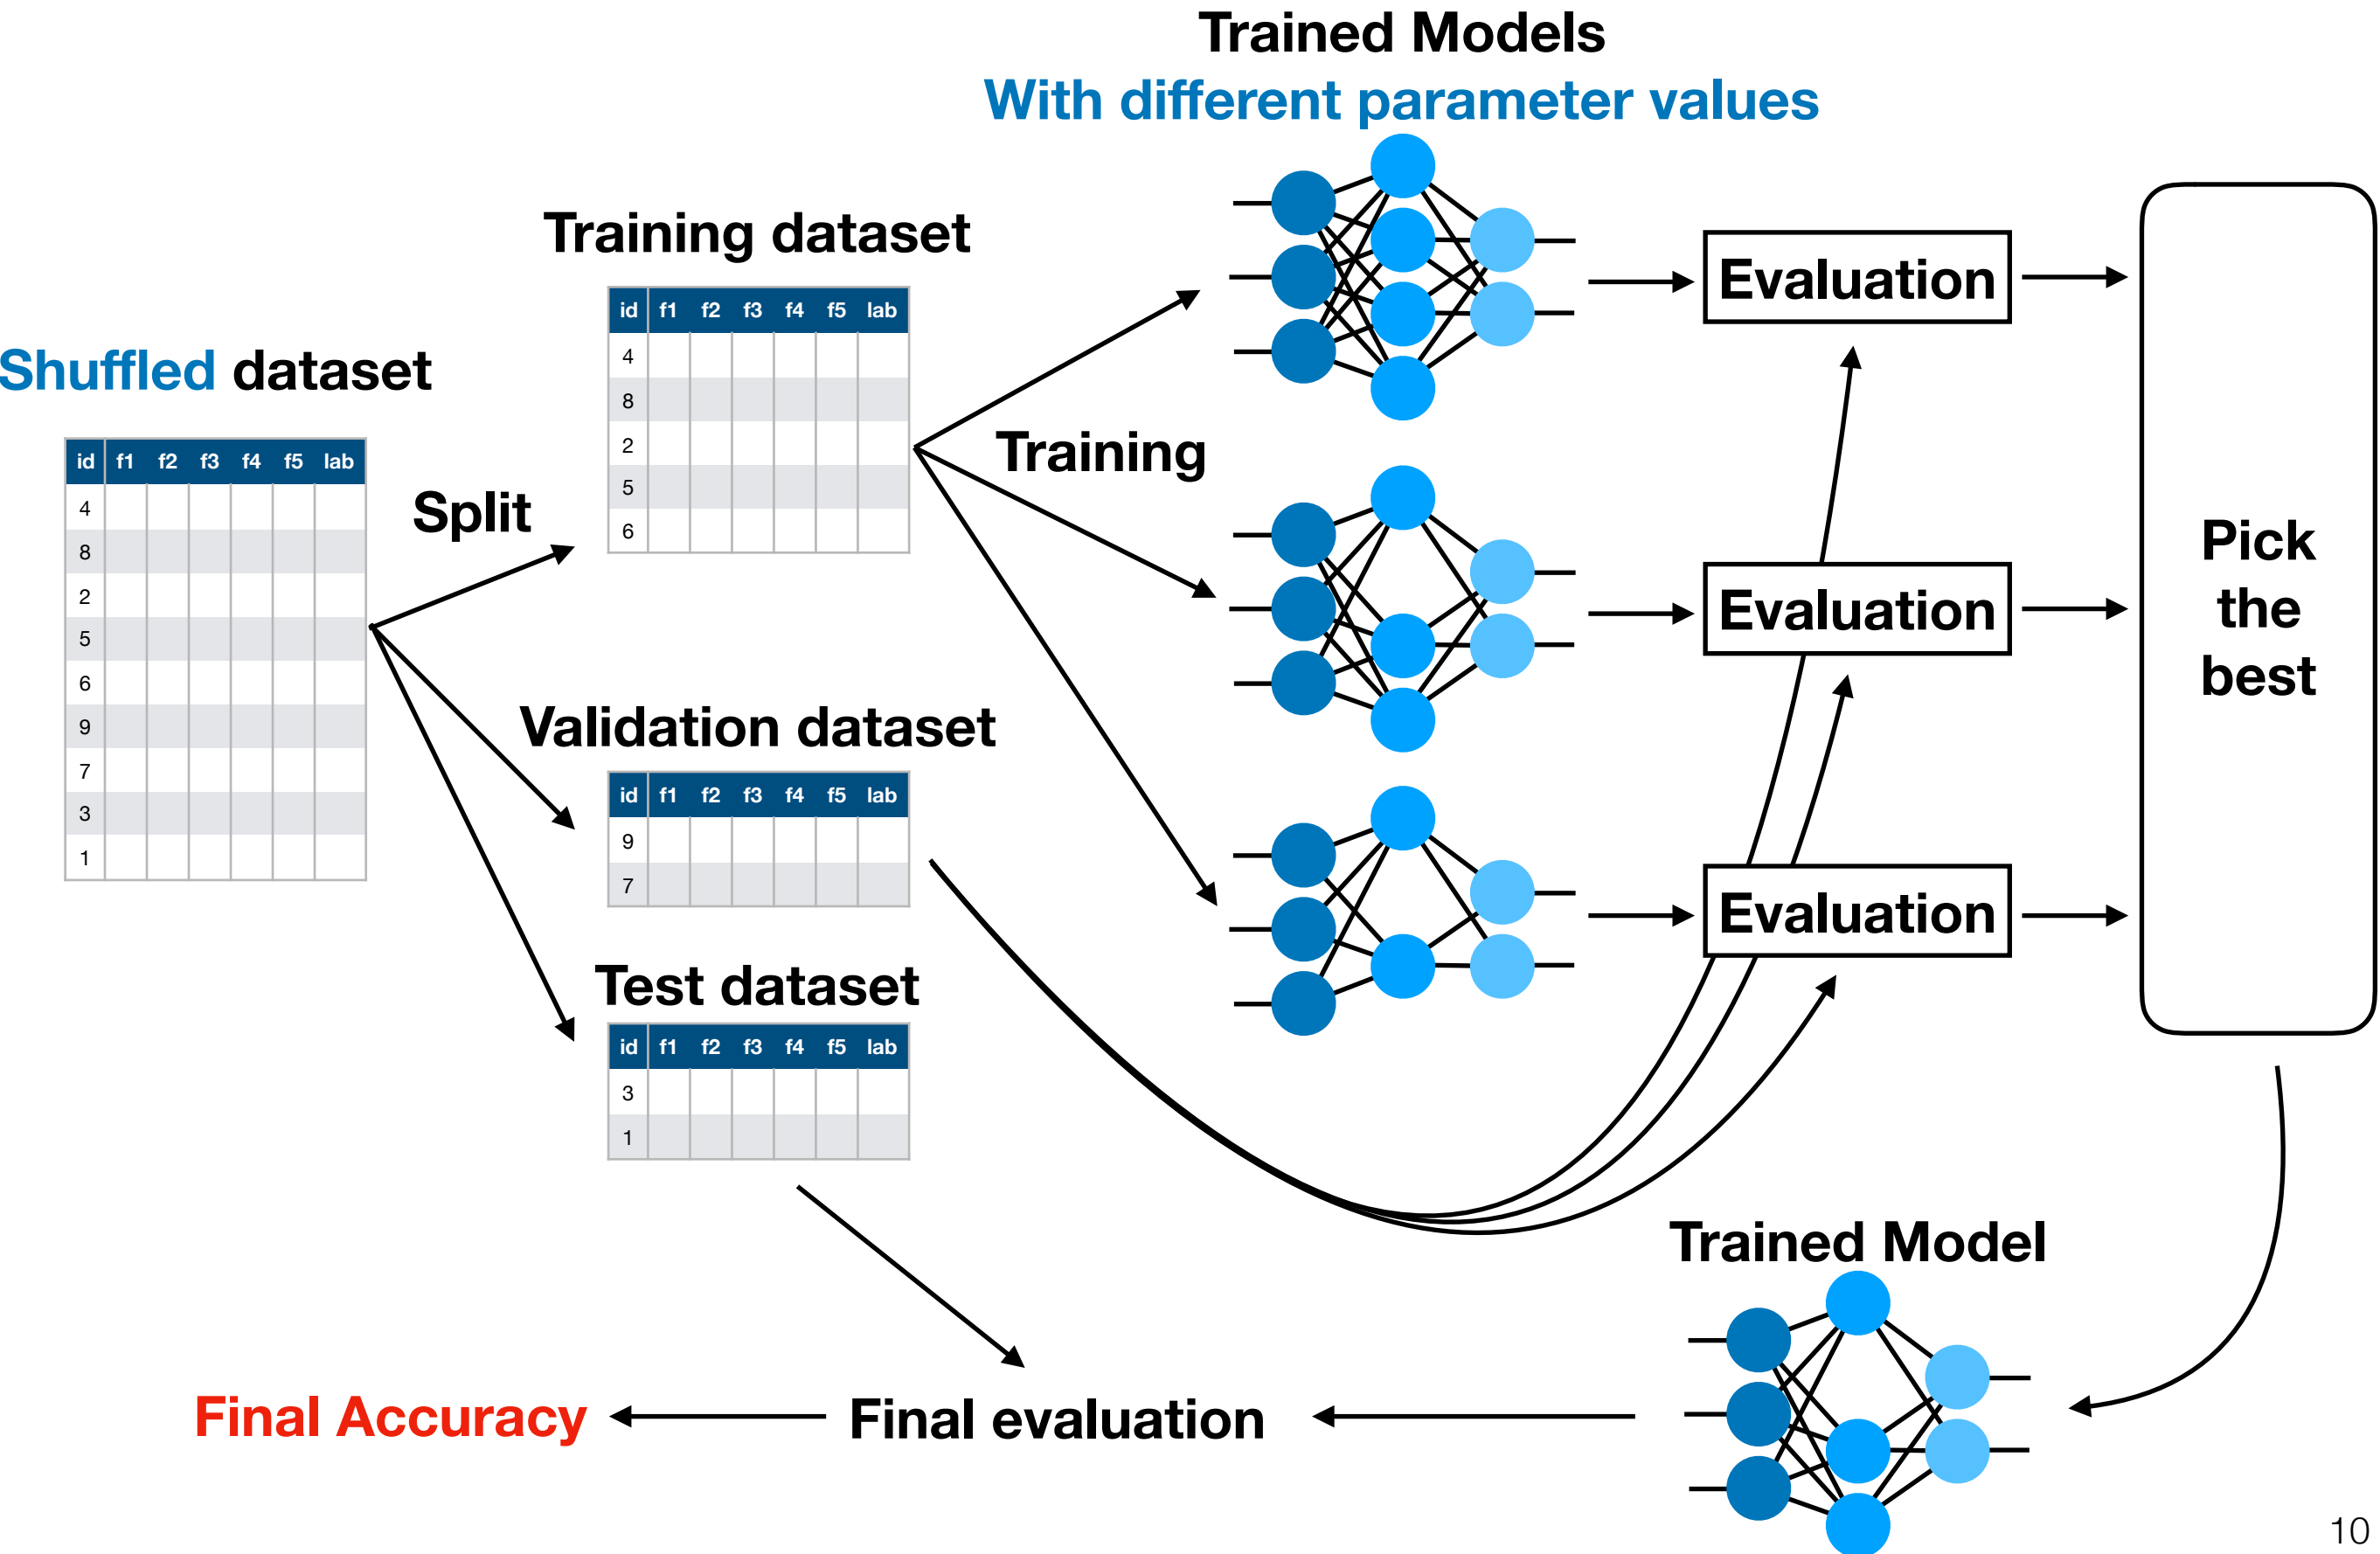 Trained Models
With different parameter values
Shuffled dataset
id f1 f2 f3 f4 f5 lab
4
8
2
5
6
9
7
3
1
Split
Training dataset
id f1 f2 f3 f4 f5 lab
4
8
2
5
6
Validation dataset
id f1 f2 f3 f4 f5 lab
9
7
Test dataset
id f1 f2 f3 f4 f5 lab
3
1
Training
Evaluation
Evaluation
Evaluation
Pick
the
best
Trained Model
Final evaluation
Final Accuracy
10